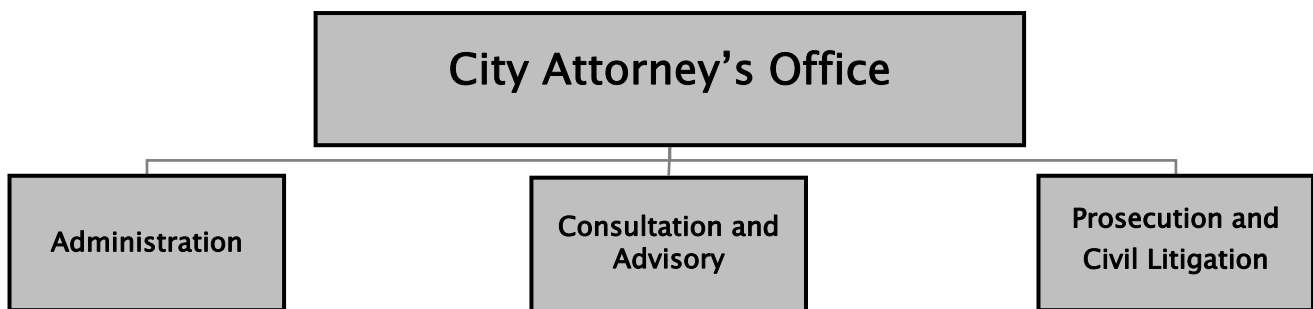 City Attorney’s Office
Administration
Consultation and
Advisory
Prosecution and
Civil Litigation